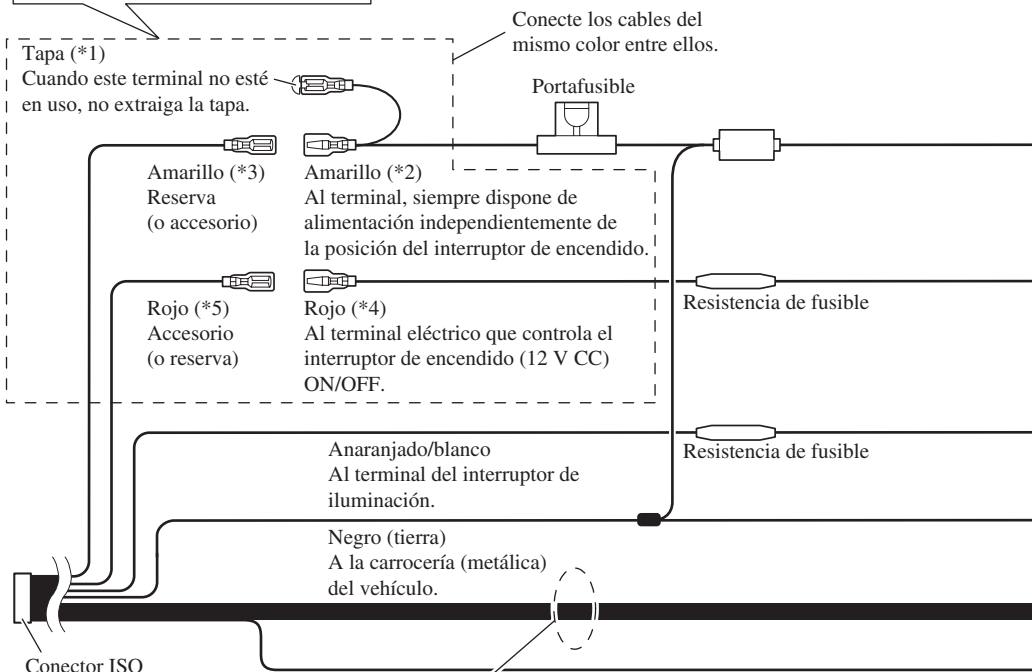 Conecte los cables del
mismo color entre ellos.
Tapa (*1)
Cuando este terminal no esté
en uso, no extraiga la tapa.
Portafusible
Amarillo (*3)
Reserva
(o accesorio)
Amarillo (*2)
Al terminal, siempre dispone de
alimentación independientemente de
la posición del interruptor de encendido.
Rojo (*5)
Accesorio
(o reserva)
Rojo (*4)
Al terminal eléctrico que controla el
interruptor de encendido (12 V CC)
ON/OFF.
Resistencia de fusible
Anaranjado/blanco
Al terminal del interruptor de
iluminación.
Resistencia de fusible
Negro (tierra)
A la carrocería (metálica)
del vehículo.
Conector ISO